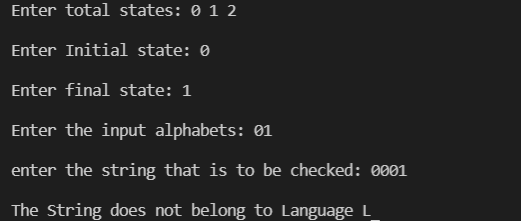 Enter total states: 0 1 2
Enter Initial state: 0
Enter final state: 1
Enter the input alphabets: 01
enter the string that is to be checked: 0001
The String does not belong to Language L_